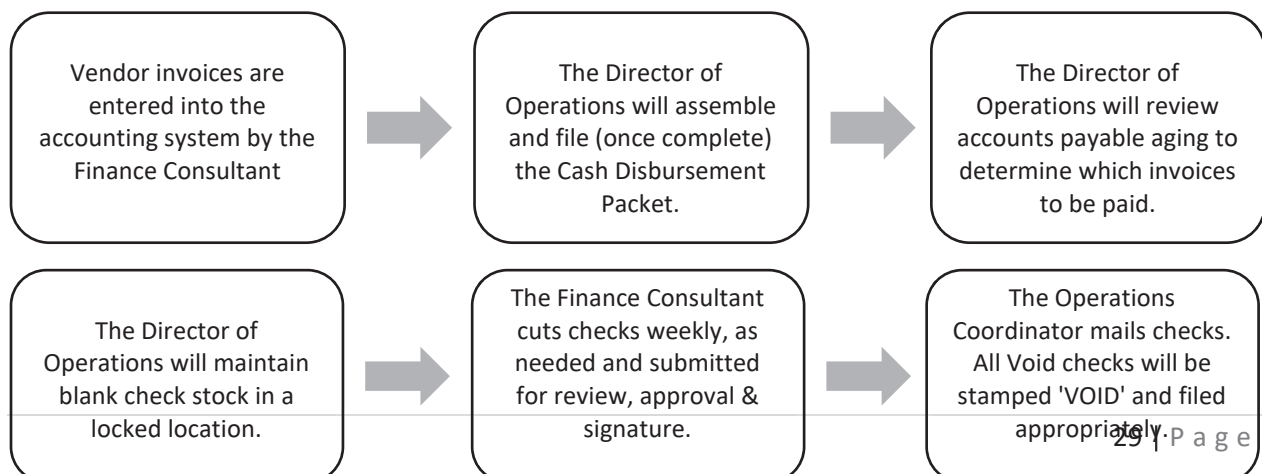 Vendor invoices are
entered into the
accounting system by the
Finance Consultant
The Director of
Operations will assemble
and file (once complete)
the Cash Disbursement
Packet.
The Director of
Operations will review
accounts payable aging to
determine which invoices
to be paid.
The Director of
Operations will maintain
blank check stock in a
locked location.
The Finance Consultant
cuts checks weekly, as
needed and submitted
for review, approval &
signature.
The Operations
Coordinator mails checks.
All Void checks will be
stamped 'VOID' and filed
appropriately.
29 | P a g e